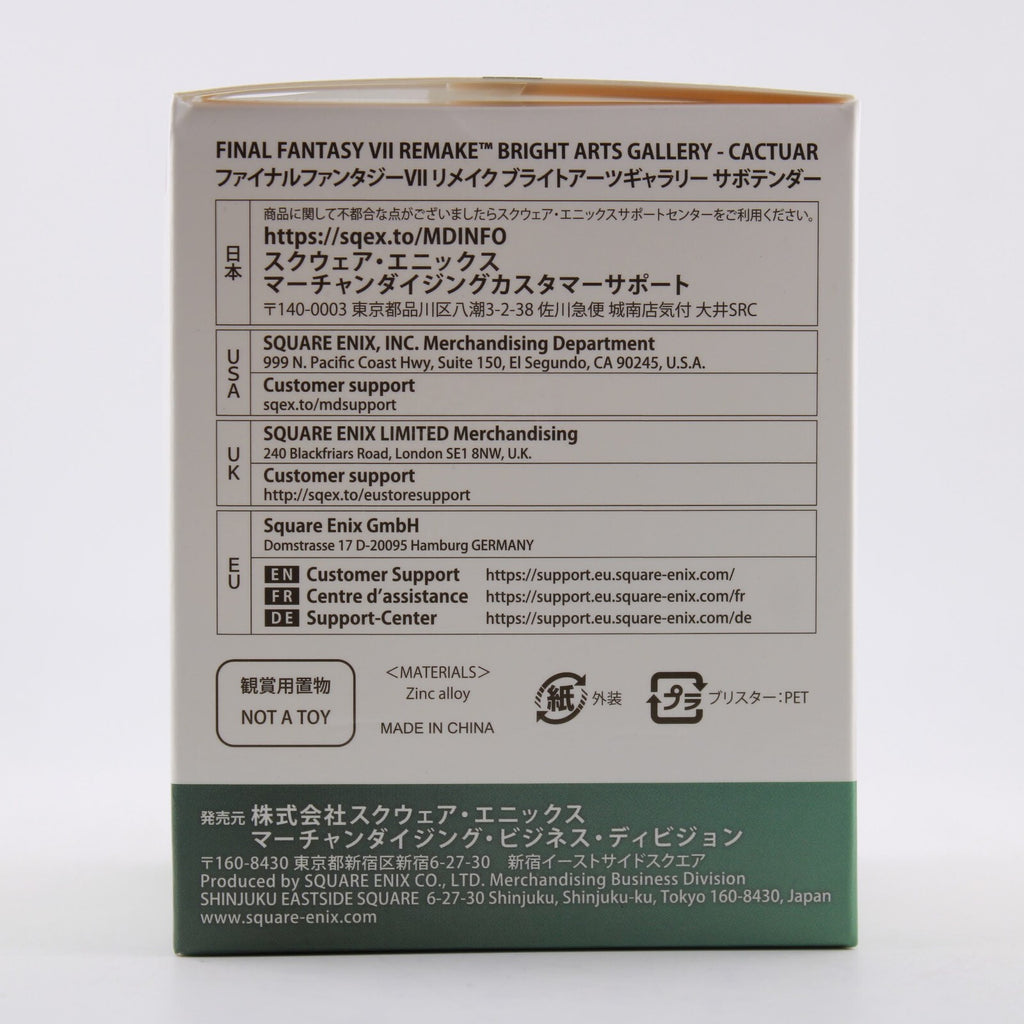 FINAL FANTASY VII REMAKE™ BRIGHT ARTS GALLERY - CACTUAR
ファイナルファンタジーVII リメイク ブライトアーツギャラリー サボテンダー
日本
商品に関して不都合な点がございましたらスクウェア・エニックスサポートセンターをご利用ください。
https://sqex.to/MDINFO
スクウェア・エニックス
マーチャンダイジングカスタマーサポート
〒140-0003 東京都品川区八潮3-2-38 佐川急便 城南店気付 大井SRC
USA
SQUARE ENIX, INC. Merchandising Department
999 N. Pacific Coast Hwy, Suite 150, El Segundo, CA 90245, U.S.A.
Customer support
sqex.to/mdsupport
UK
SQUARE ENIX LIMITED Merchandising
240 Blackfriars Road, London SE1 8NW, U.K.
Customer support
http://sqex.to/eustoresupport
EU
Square Enix GmbH
Domstrasse 17 D-20095 Hamburg GERMANY
EN Customer Support https://support.eu.square-enix.com/
FR Centre d’assistance https://support.eu.square-enix.com/fr
DE Support-Center https://support.eu.square-enix.com/de
観賞用置物
NOT A TOY
<MATERIALS>
Zinc alloy
MADE IN CHINA
紙 外装
プラ ブリスター：PET
発売元 株式会社スクウェア・エニックス
マーチャンダイジング・ビジネス・ディビジョン
〒160-8430 東京都新宿区新宿6-27-30 新宿イーストサイドスクエア
Produced by SQUARE ENIX CO., LTD. Merchandising Business Division
SHINJUKU EASTSIDE SQUARE 6-27-30 Shinjuku, Shinjuku-ku, Tokyo 160-8430, Japan
www.square-enix.com